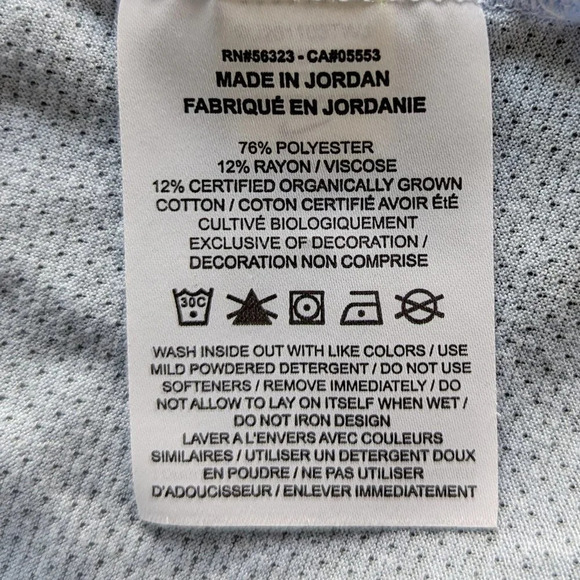 RN#56323 - CA#05553
MADE IN JORDAN
FABRIQUÉ EN JORDANIE
76% POLYESTER
12% RAYON / VISCOSE
12% CERTIFIED ORGANICALLY GROWN
COTTON / COTON CERTIFIÉ AVOIR ÉtÉ
CULTIVÉ BIOLOGIQUEMENT
EXCLUSIVE OF DECORATION /
DECORATION NON COMPRISE
30C
WASH INSIDE OUT WITH LIKE COLORS / USE
MILD POWDERED DETERGENT / DO NOT USE
SOFTENERS / REMOVE IMMEDIATELY / DO
NOT ALLOW TO LAY ON ITSELF WHEN WET /
DO NOT IRON DESIGN
LAVER A L'ENVERS AVEC COULEURS
SIMILAIRES / UTILISER UN DETERGENT DOUX
EN POUDRE / NE PAS UTILISER
D'ADOUCISSEUR / ENLEVER IMMEDIATEMENT